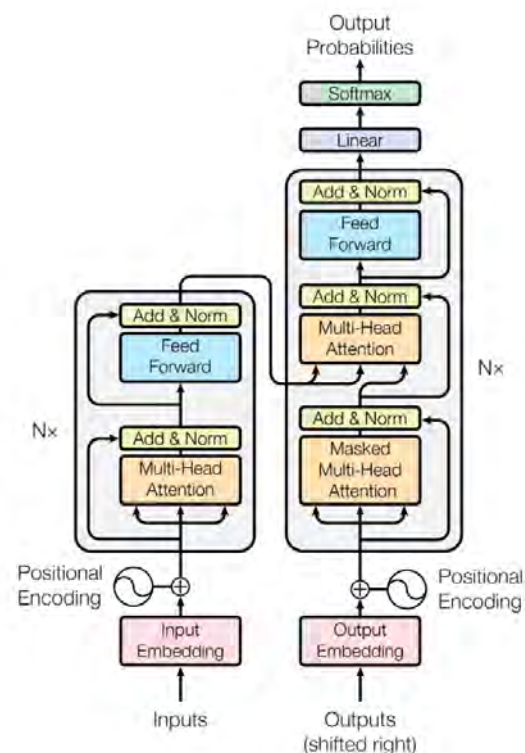 Output
Probabilities
Softmax
Linear
Add & Norm
Feed
Forward
Add & Norm
Multi-Head
Attention
Add & Norm
Masked
Multi-Head
Attention
N×
Add & Norm
Feed
Forward
Add & Norm
Multi-Head
Attention
N×
Positional
Encoding
Positional
Encoding
Input
Embedding
Output
Embedding
Inputs
Outputs
(shifted right)